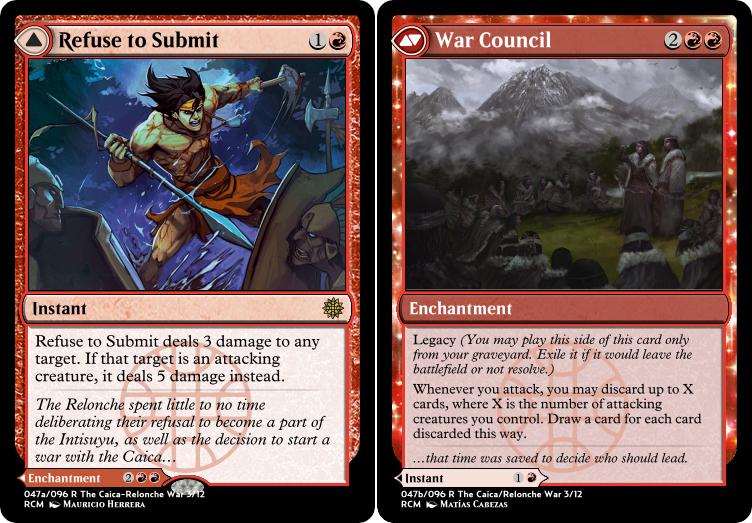 Refuse to Submit 1
Instant
Refuse to Submit deals 3 damage to any
target. If that target is an attacking
creature, it deals 5 damage instead.
The Relonche spent little to no time
deliberating their refusal to become a part of
the Intisuyu, as well as the decision to start a
war with the Caica…
Enchantment 2
047a/096 R The Caica-Relonche War 3/12
RCM Mauricio Herrera
War Council 2
Enchantment
Legacy (You may play this side of this card only
from your graveyard. Exile it if it would leave the
battlefield or not resolve.)
Whenever you attack, you may discard up to X
cards, where X is the number of attacking
creatures you control. Draw a card for each card
discarded this way.
…that time was saved to decide who should lead.
Instant 1
047b/096 R The Caica/Relonche War 3/12
RCM Matías Cabezas